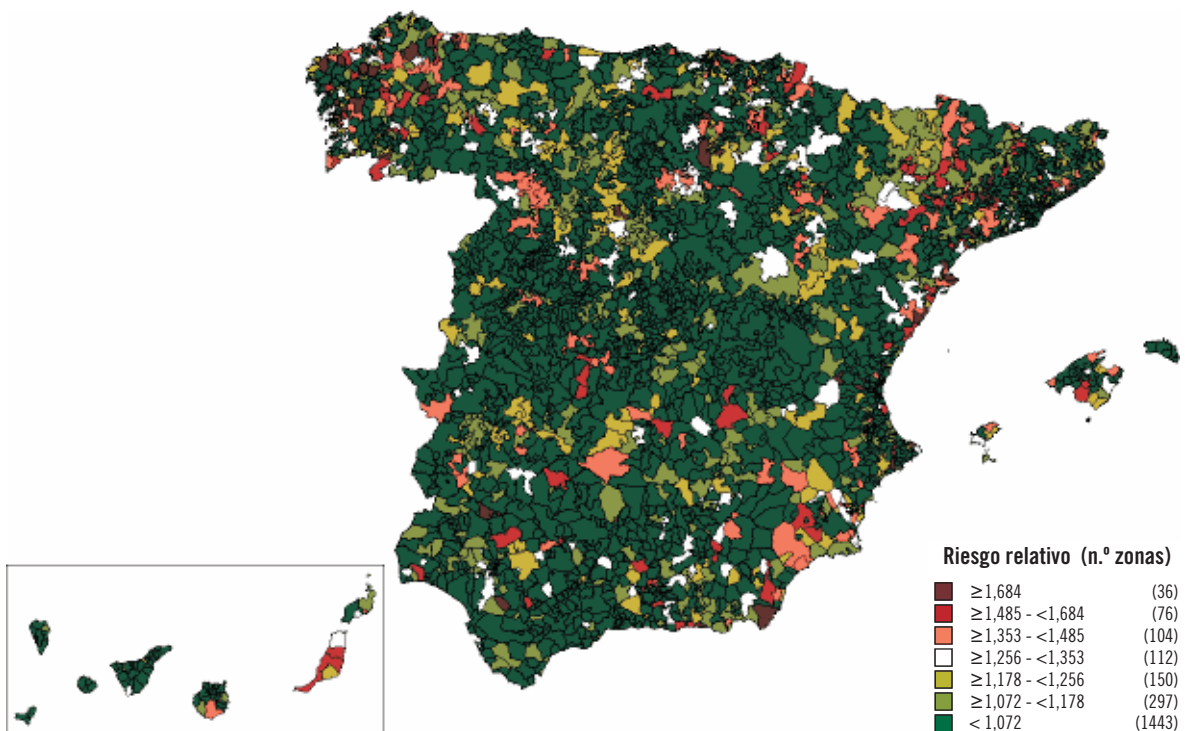 Riesgo relativo (n.º zonas)
≥1,684 (36)
≥1,485 - <1,684 (76)
≥1,353 - <1,485 (104)
≥1,256 - <1,353 (112)
≥1,178 - <1,256 (150)
≥1,072 - <1,178 (297)
< 1,072 (1443)